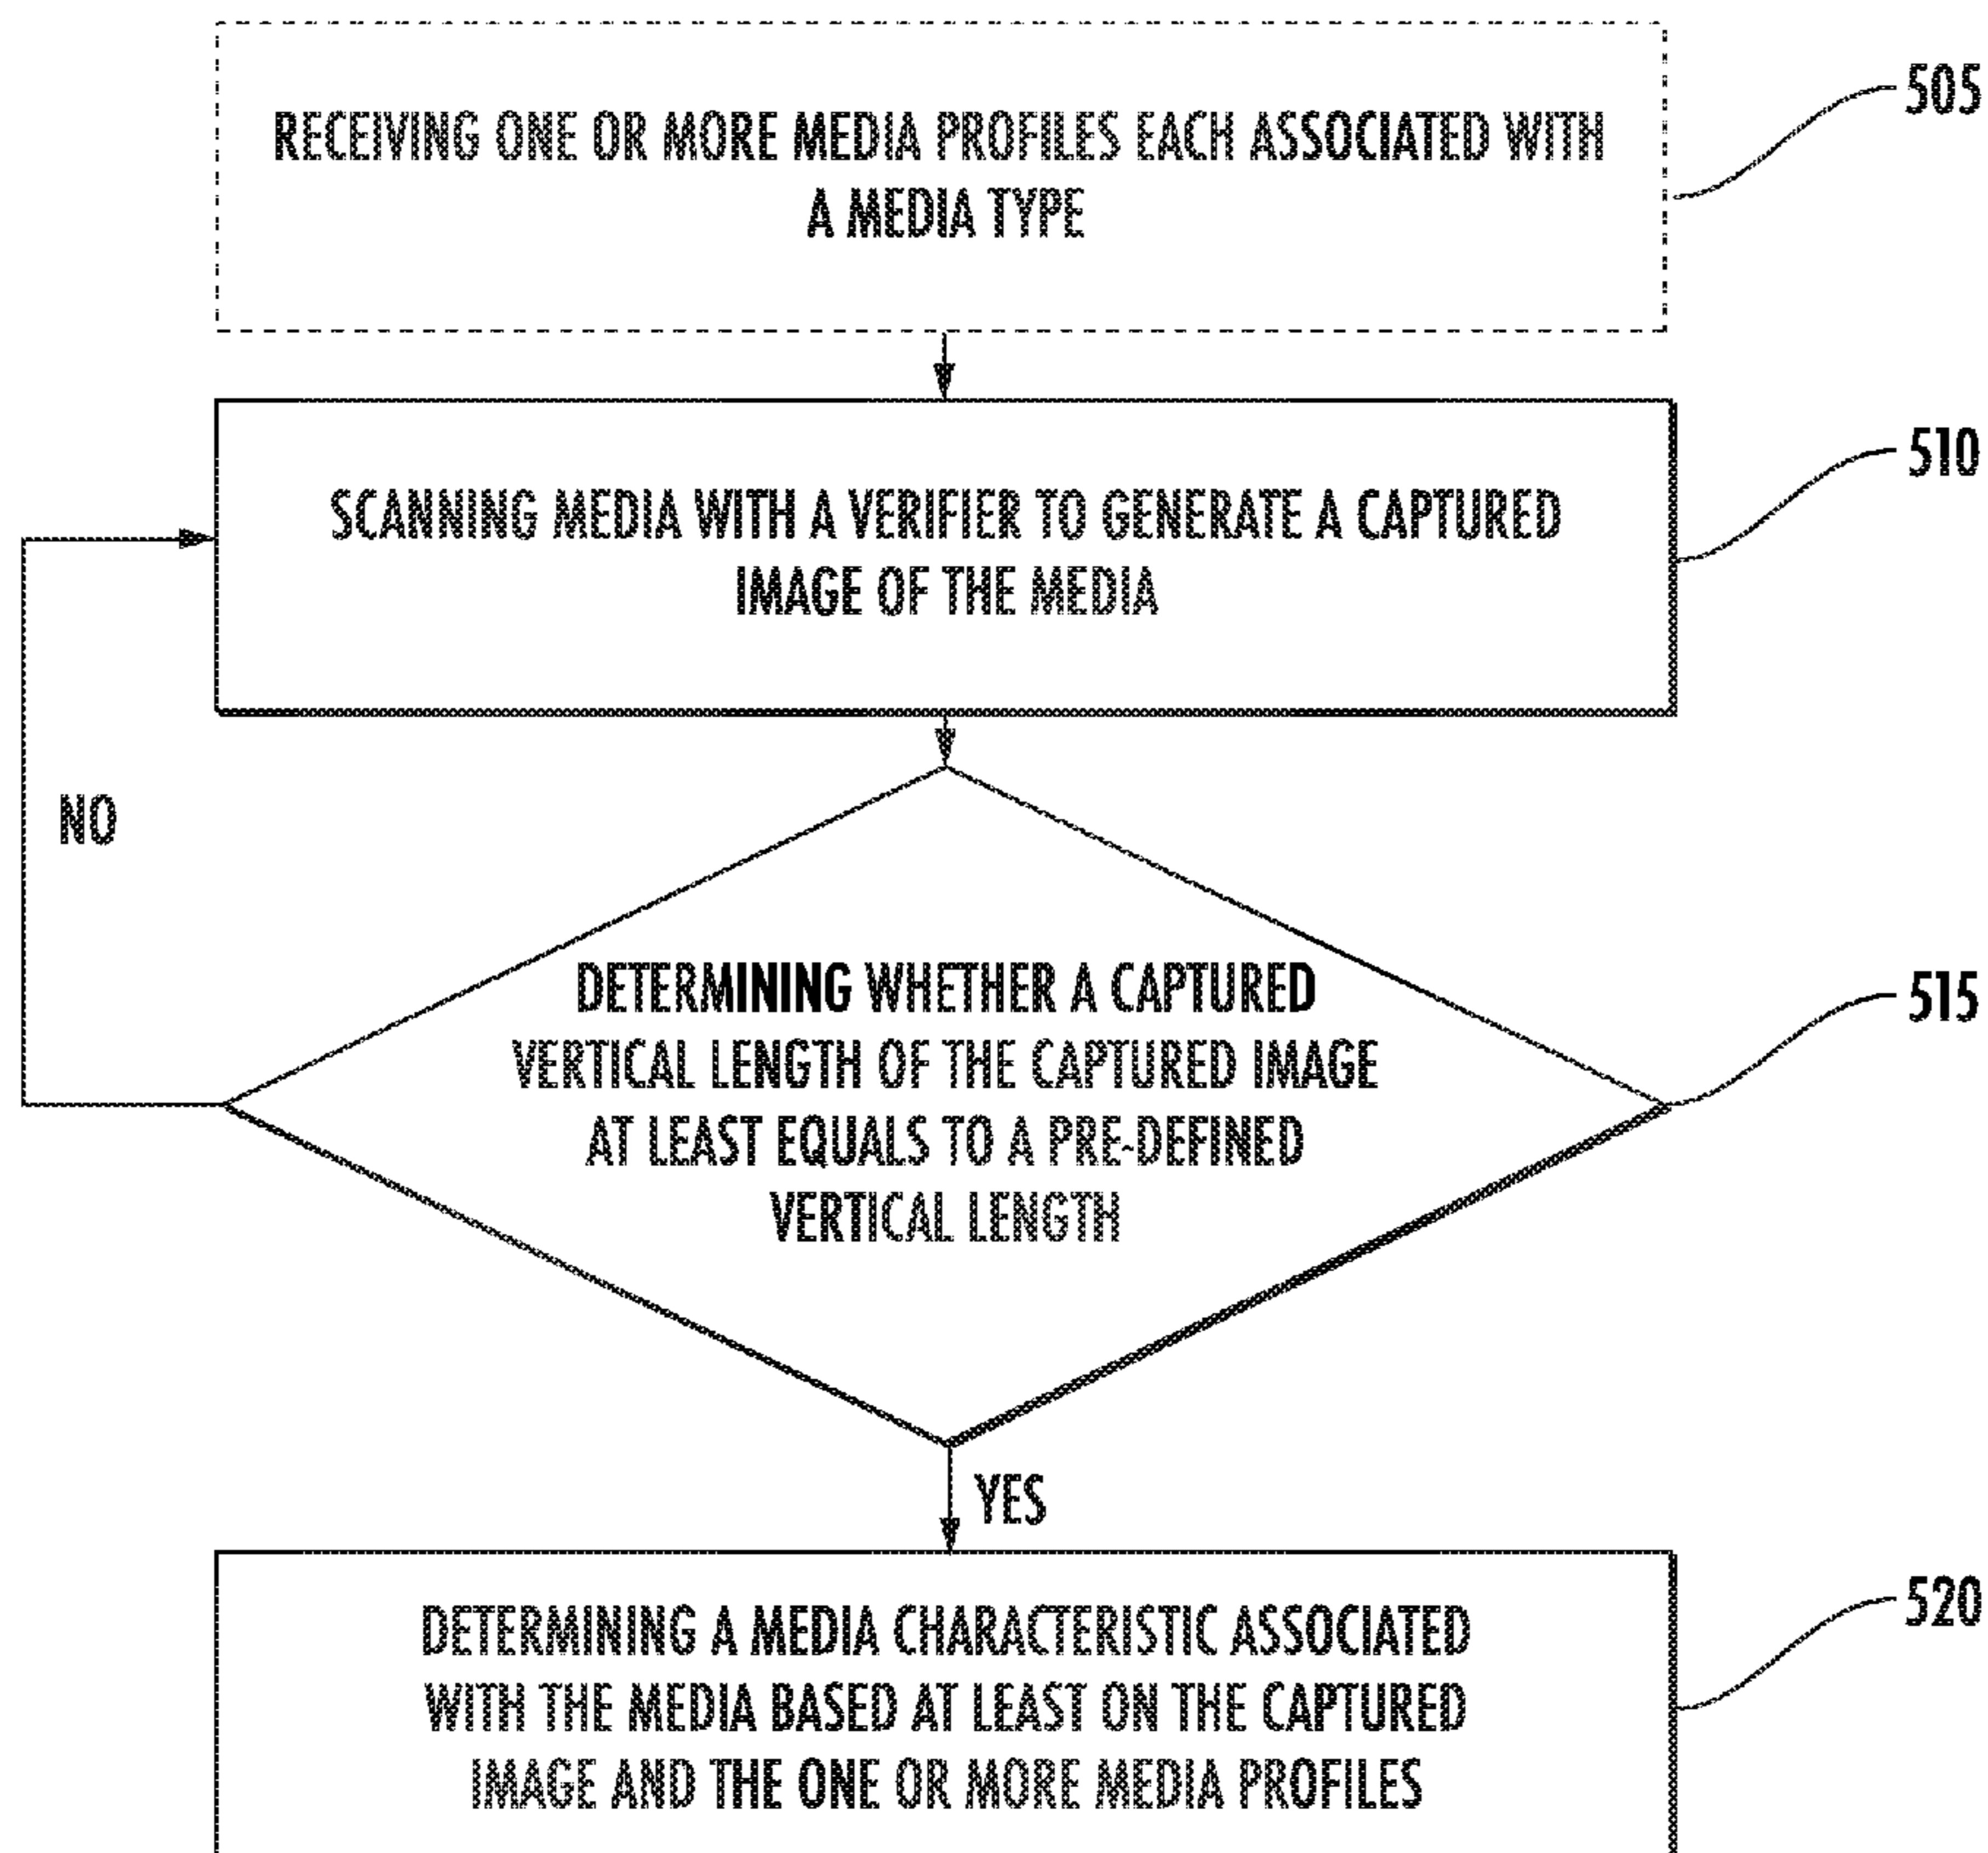 RECEIVING ONE OR MORE MEDIA PROFILES EACH ASSOCIATED WITH
A MEDIA TYPE
505
SCANNING MEDIA WITH A VERIFIER TO GENERATE A CAPTURED
IMAGE OF THE MEDIA
510
NO
DETERMINING WHETHER A CAPTURED
VERTICAL LENGTH OF THE CAPTURED IMAGE
AT LEAST EQUALS TO A PRE-DEFINED
VERTICAL LENGTH
515
YES
DETERMINING A MEDIA CHARACTERISTIC ASSOCIATED
WITH THE MEDIA BASED AT LEAST ON THE CAPTURED
IMAGE AND THE ONE OR MORE MEDIA PROFILES
520